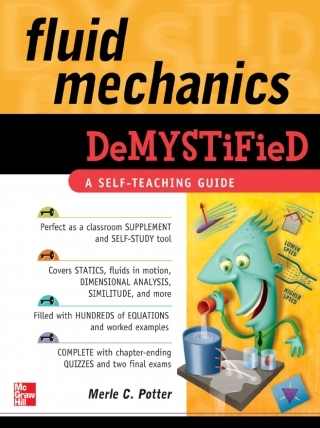 fluid
mechanics
DeMYSTiFieD
A SELF-TEACHING GUIDE
Perfect as a classroom SUPPLEMENT
and SELF-STUDY tool
Covers STATICS, fluids in motion,
DIMENSIONAL ANALYSIS,
SIMILITUDE, and more
Filled with HUNDREDS of EQUATIONS
and worked examples
COMPLETE with chapter-ending
QUIZZES and two final exams
LOWER
SPEED
HIGHER
SPEED
Mc
Graw
Hill
Merle C. Potter